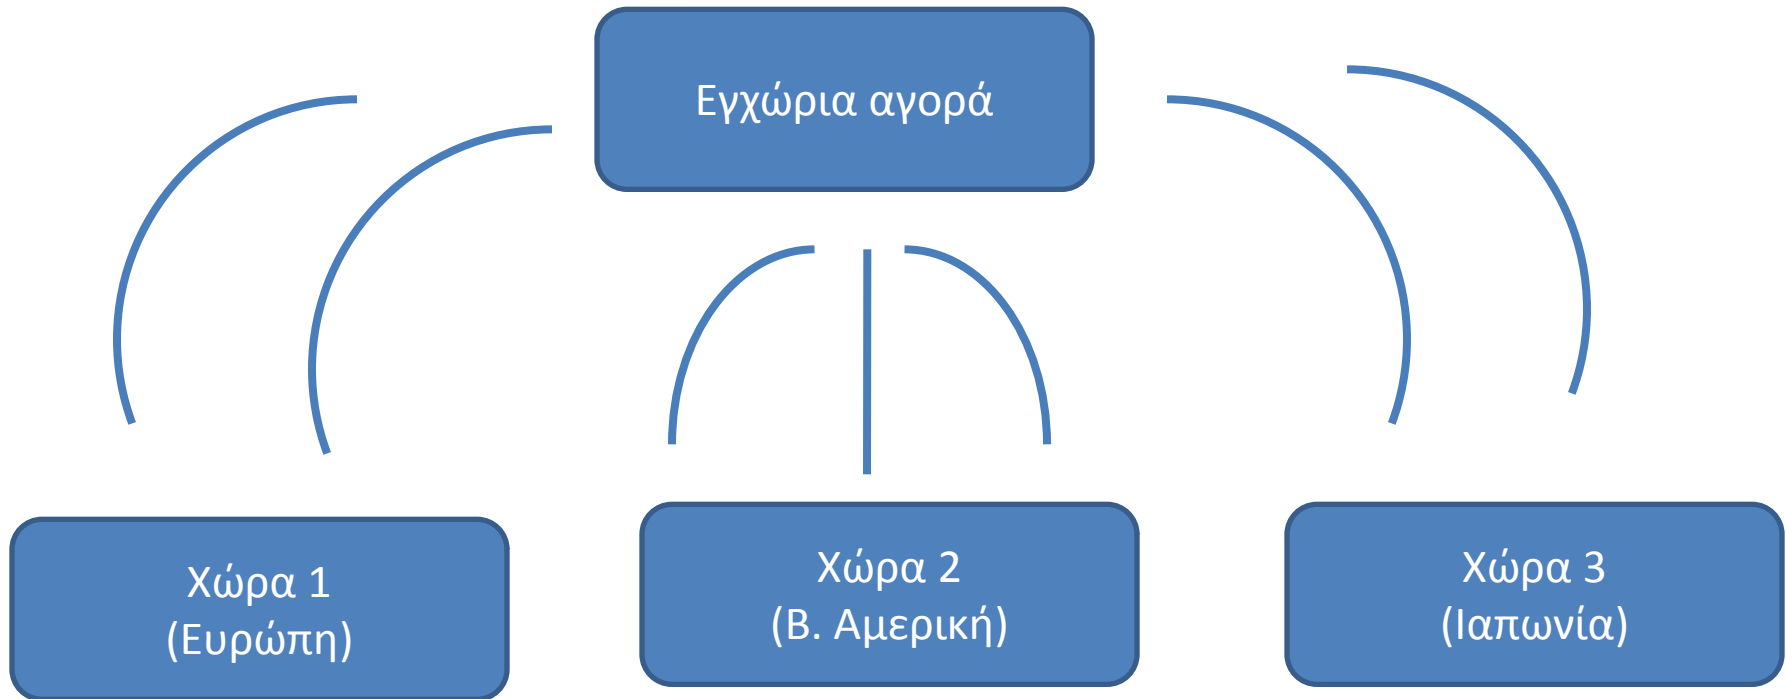 Εγχώρια αγορά
Χώρα 1
(Ευρώπη)
Χώρα 2
(Β. Αμερική)
Χώρα 3
(Ιαπωνία)